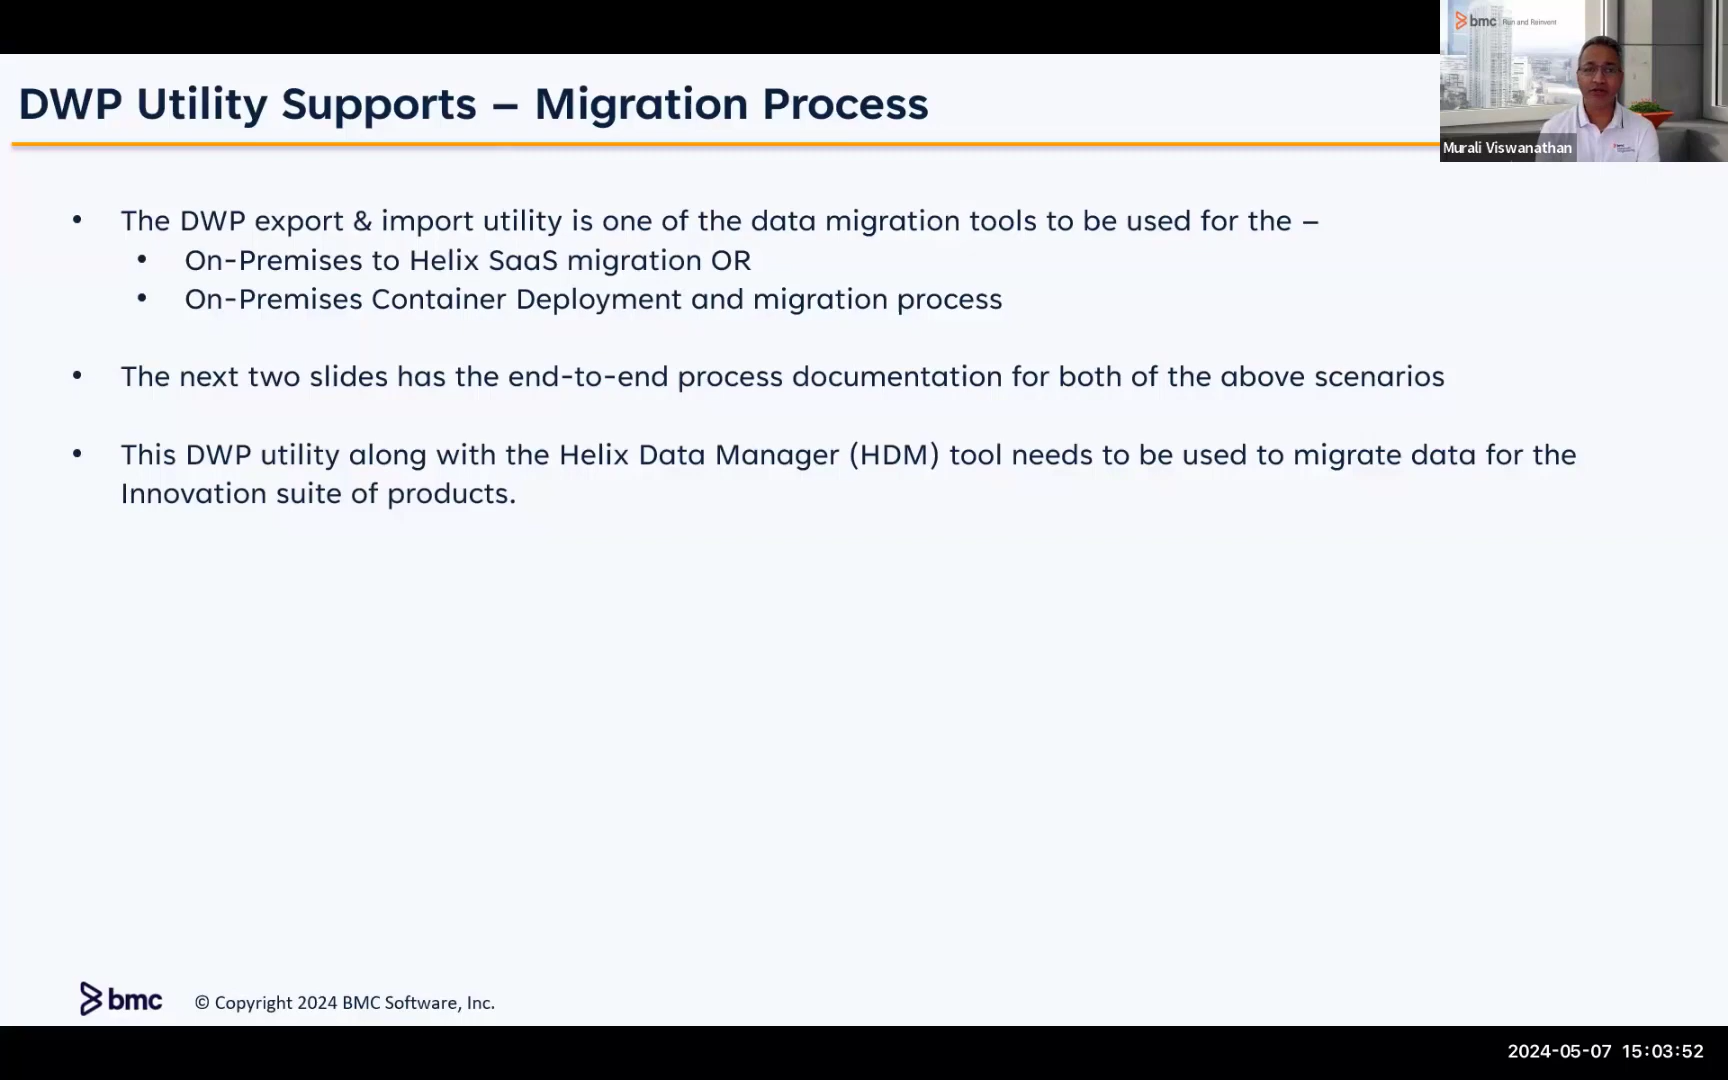 bmc Run and Reinvent
DWP Utility Supports – Migration Process
Murali Viswanathan
• The DWP export & import utility is one of the data migration tools to be used for the –
• On-Premises to Helix SaaS migration OR
• On-Premises Container Deployment and migration process
• The next two slides has the end-to-end process documentation for both of the above scenarios
• This DWP utility along with the Helix Data Manager (HDM) tool needs to be used to migrate data for the
Innovation suite of products.
bmc © Copyright 2024 BMC Software, Inc.
2024-05-07 15:03:52